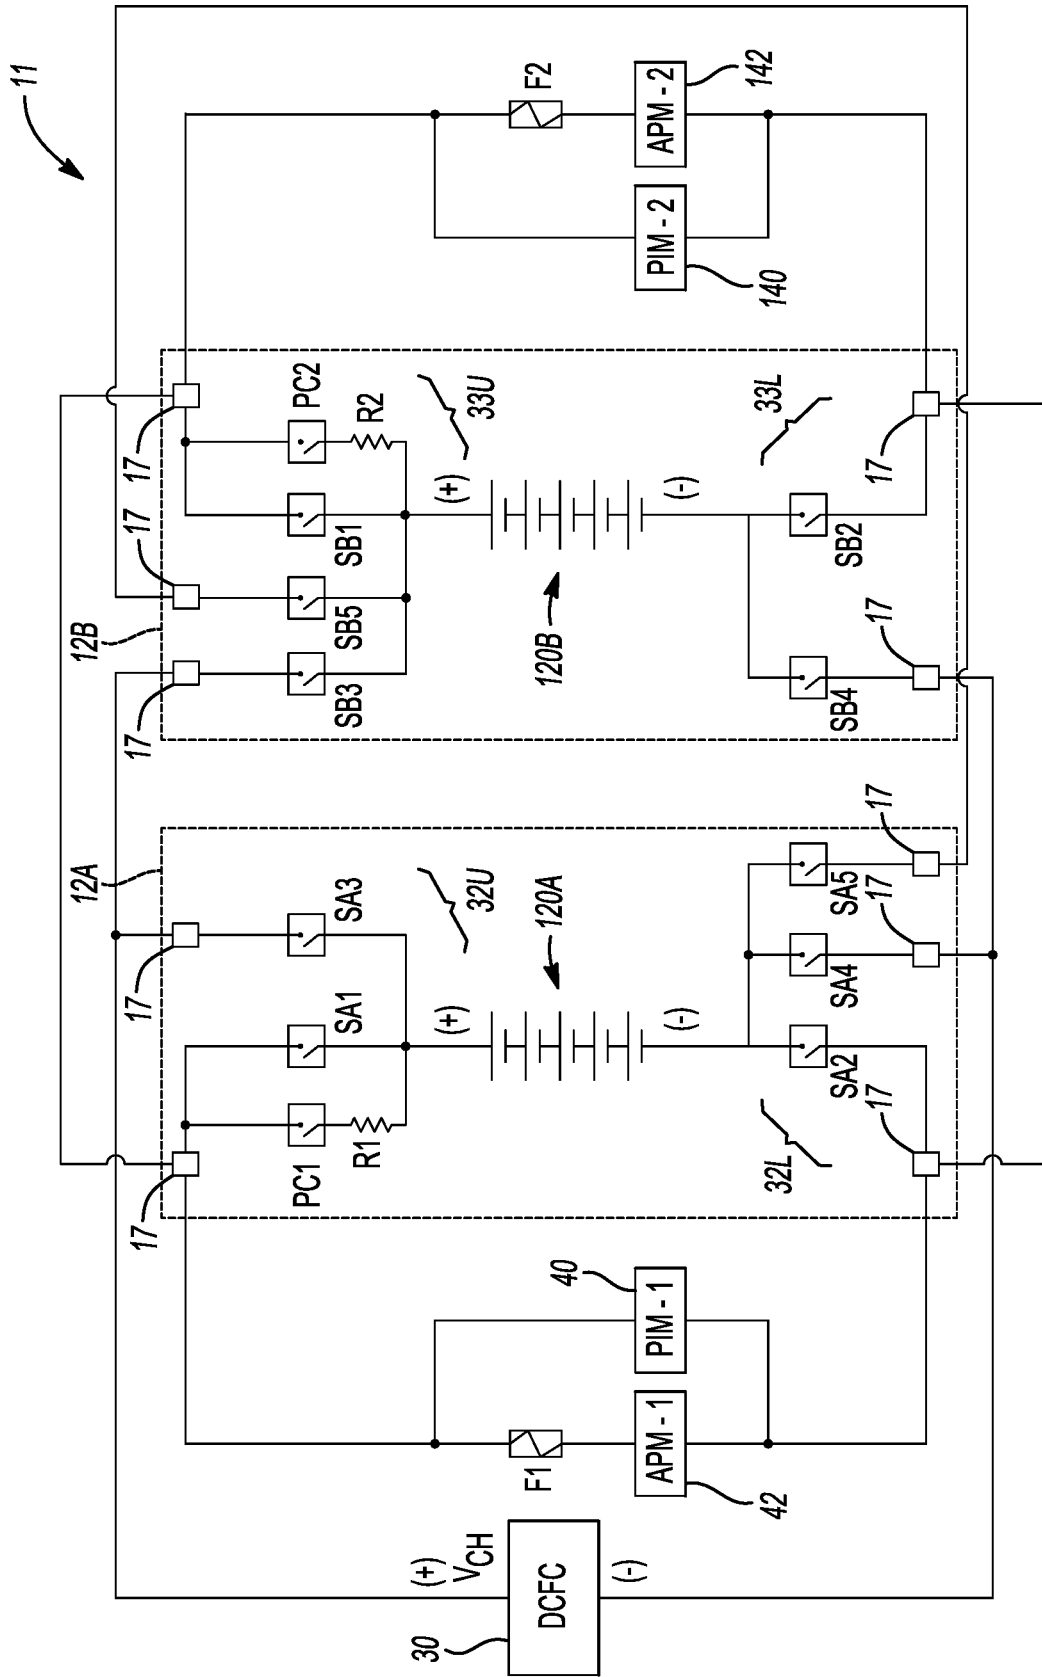 11
30
DCFC
(+)
VCH
(-)
F1
APM - 1
42
PIM - 1
40
12A
17
17
PC1
R1
SA1
SA3
32U
(+)
120A
(-)
32L
SA2
SA4
SA5
17
17
17
12B
17
17
17
SB3
SB5
SB1
PC2
R2
33U
(+)
120B
(-)
33L
SB4
SB2
17
17
F2
PIM - 2
140
APM - 2
142